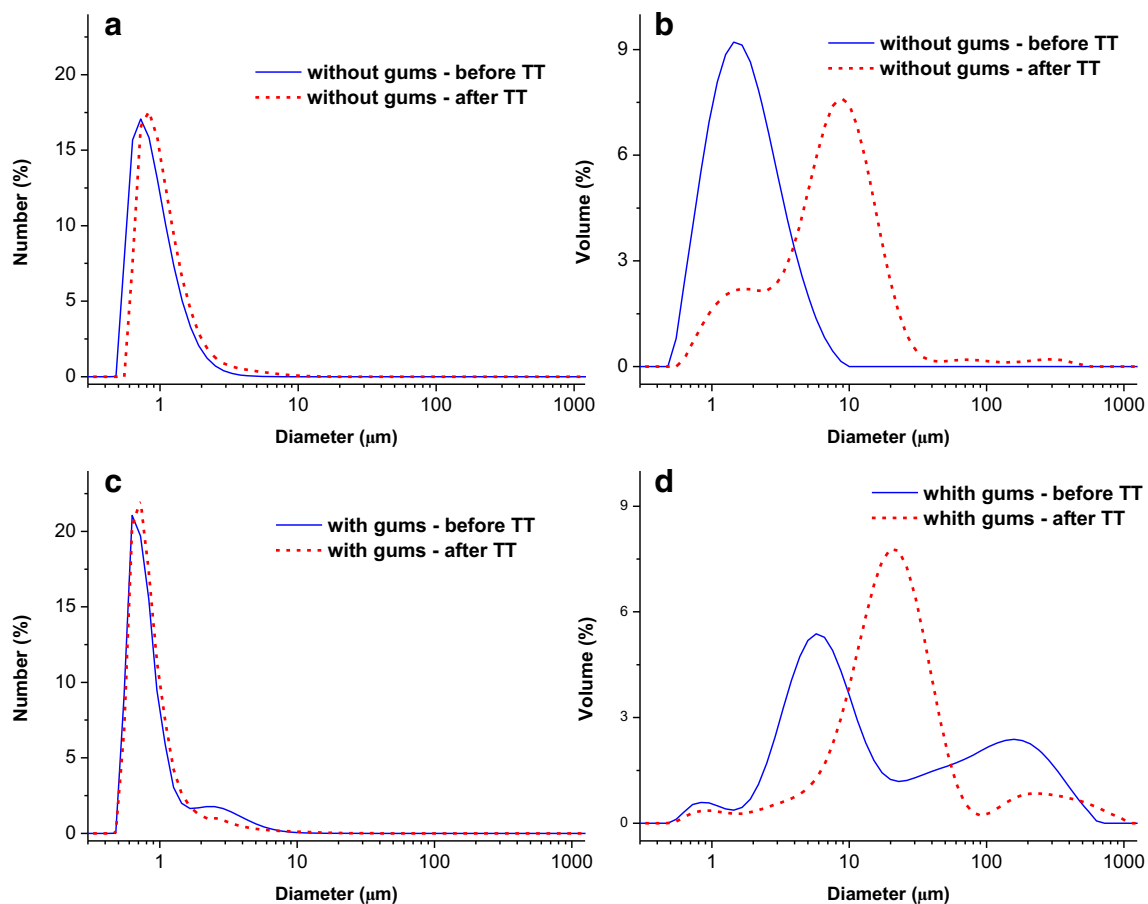 a
without gums - before TT
without gums - after TT
Number (%)
20
15
10
5
0
1
10
100
1000
Diameter (µm)
b
without gums - before TT
without gums - after TT
Volume (%)
9
6
3
0
1
10
100
1000
Diameter (µm)
c
with gums - before TT
with gums - after TT
Number (%)
20
15
10
5
0
1
10
100
1000
Diameter (µm)
d
whith gums - before TT
whith gums - after TT
Volume (%)
9
6
3
0
1
10
100
1000
Diameter (µm)